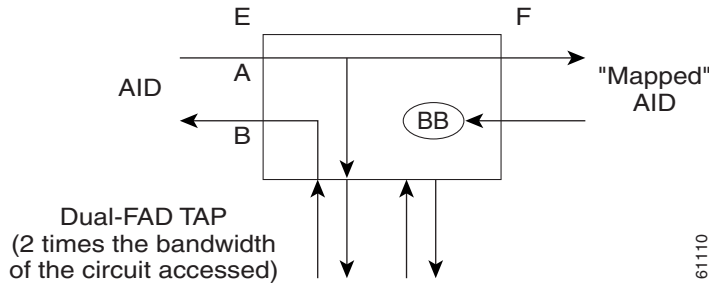 E
F
A
AID
"Mapped"
AID
BB
B
Dual-FAD TAP
(2 times the bandwidth
of the circuit accessed)
61110